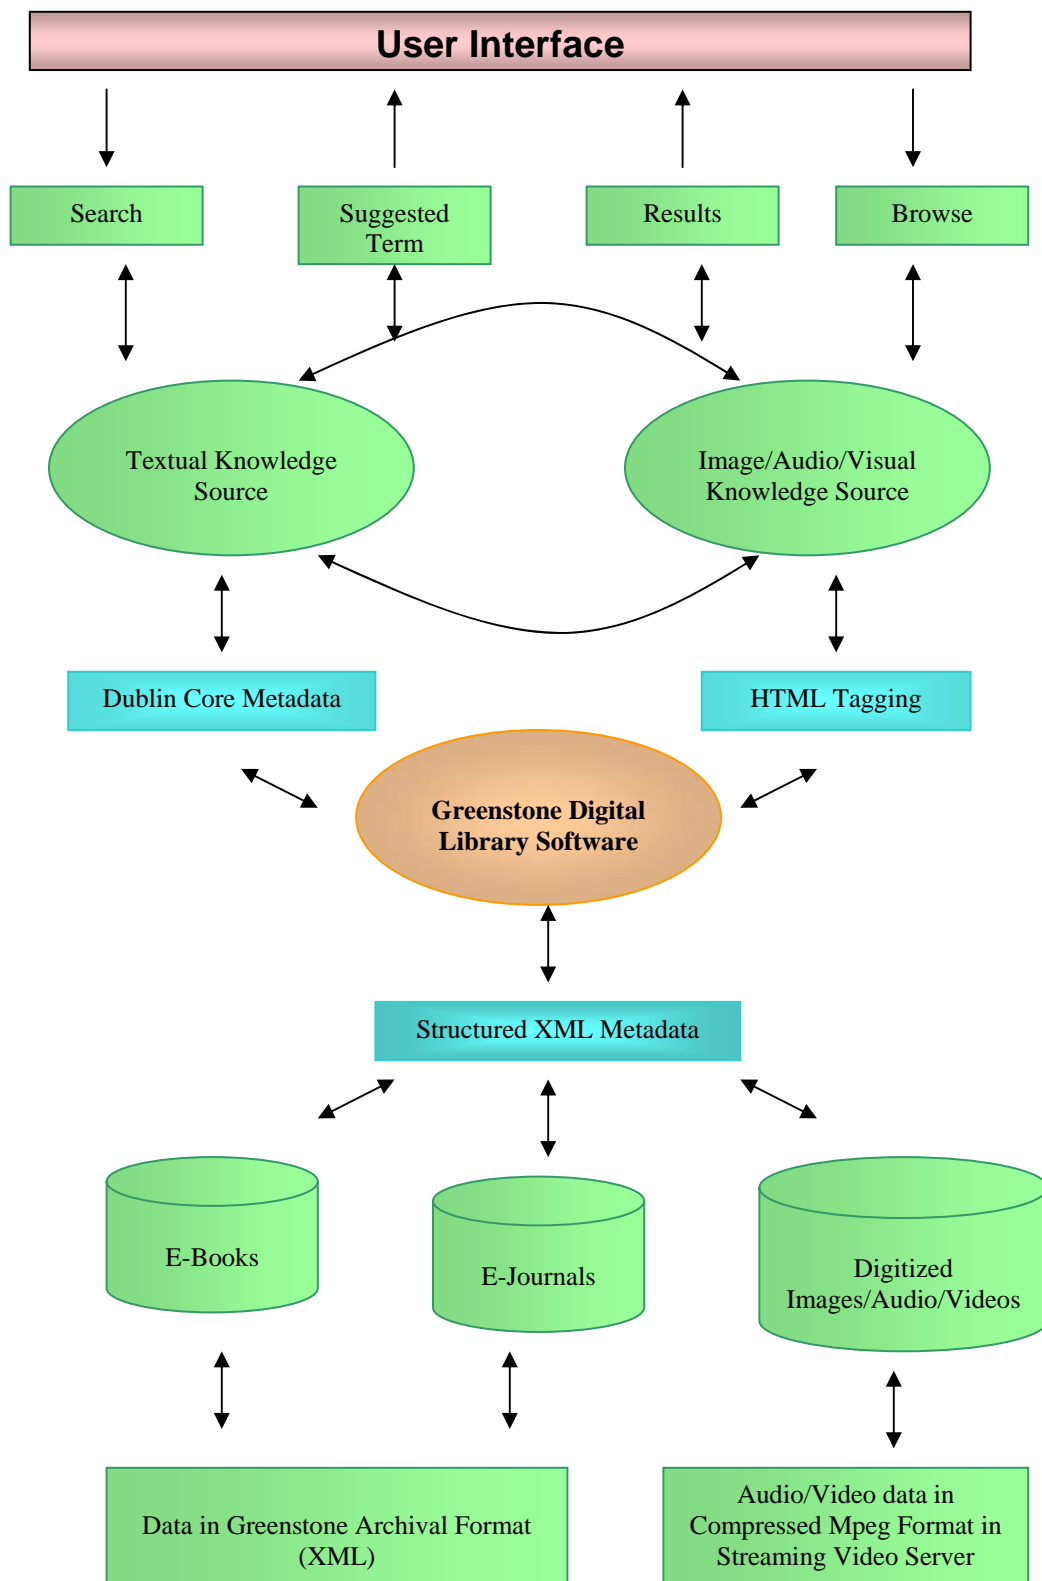 User Interface
Search
Suggested
Term
Results
Browse
Textual Knowledge
Source
Image/Audio/Visual
Knowledge Source
Dublin Core Metadata
HTML Tagging
Greenstone Digital
Library Software
Structured XML Metadata
E-Books
E-Journals
Digitized
Images/Audio/Videos
Data in Greenstone Archival Format
(XML)
Audio/Video data in
Compressed Mpeg Format in
Streaming Video Server